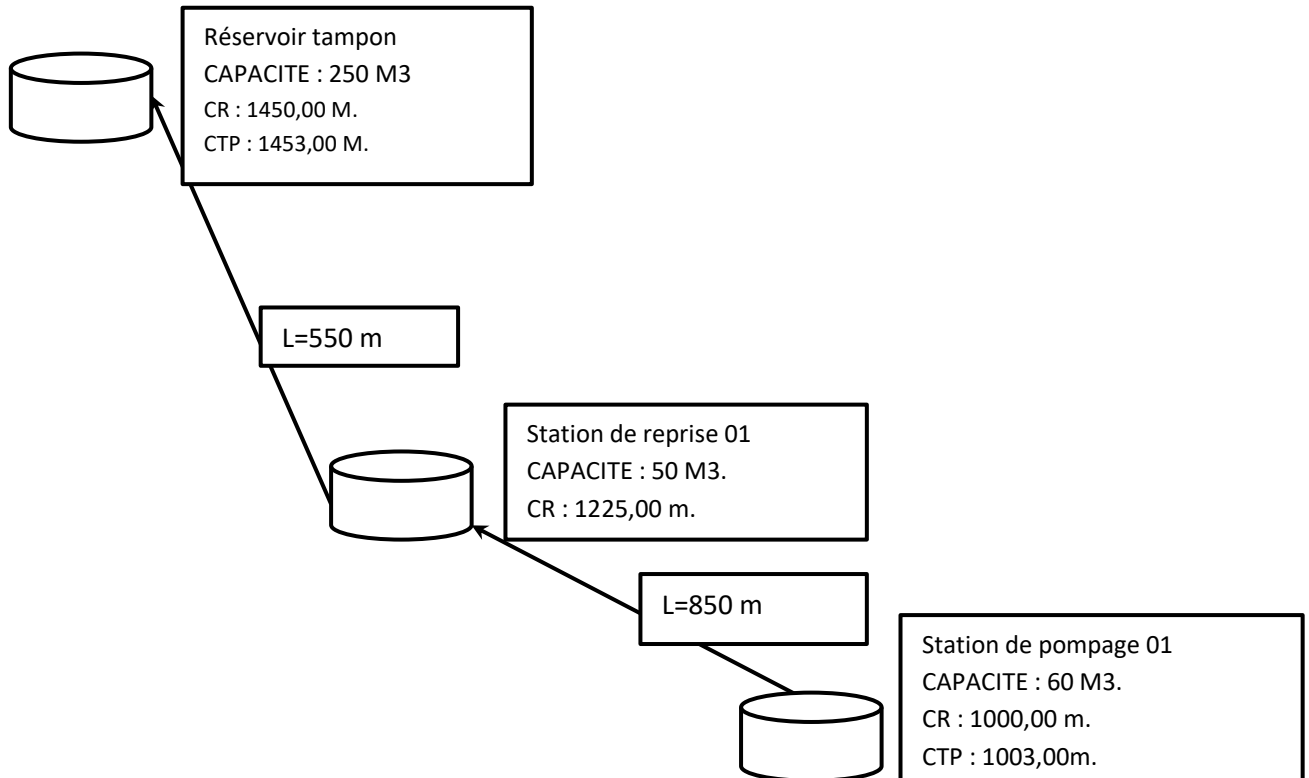 Réservoir tampon
CAPACITE : 250 M3
CR : 1450,00 M.
CTP : 1453,00 M.
L=550 m
Station de reprise 01
CAPACITE : 50 M3.
CR : 1225,00 m.
L=850 m
Station de pompage 01
CAPACITE : 60 M3.
CR : 1000,00 m.
CTP : 1003,00m.